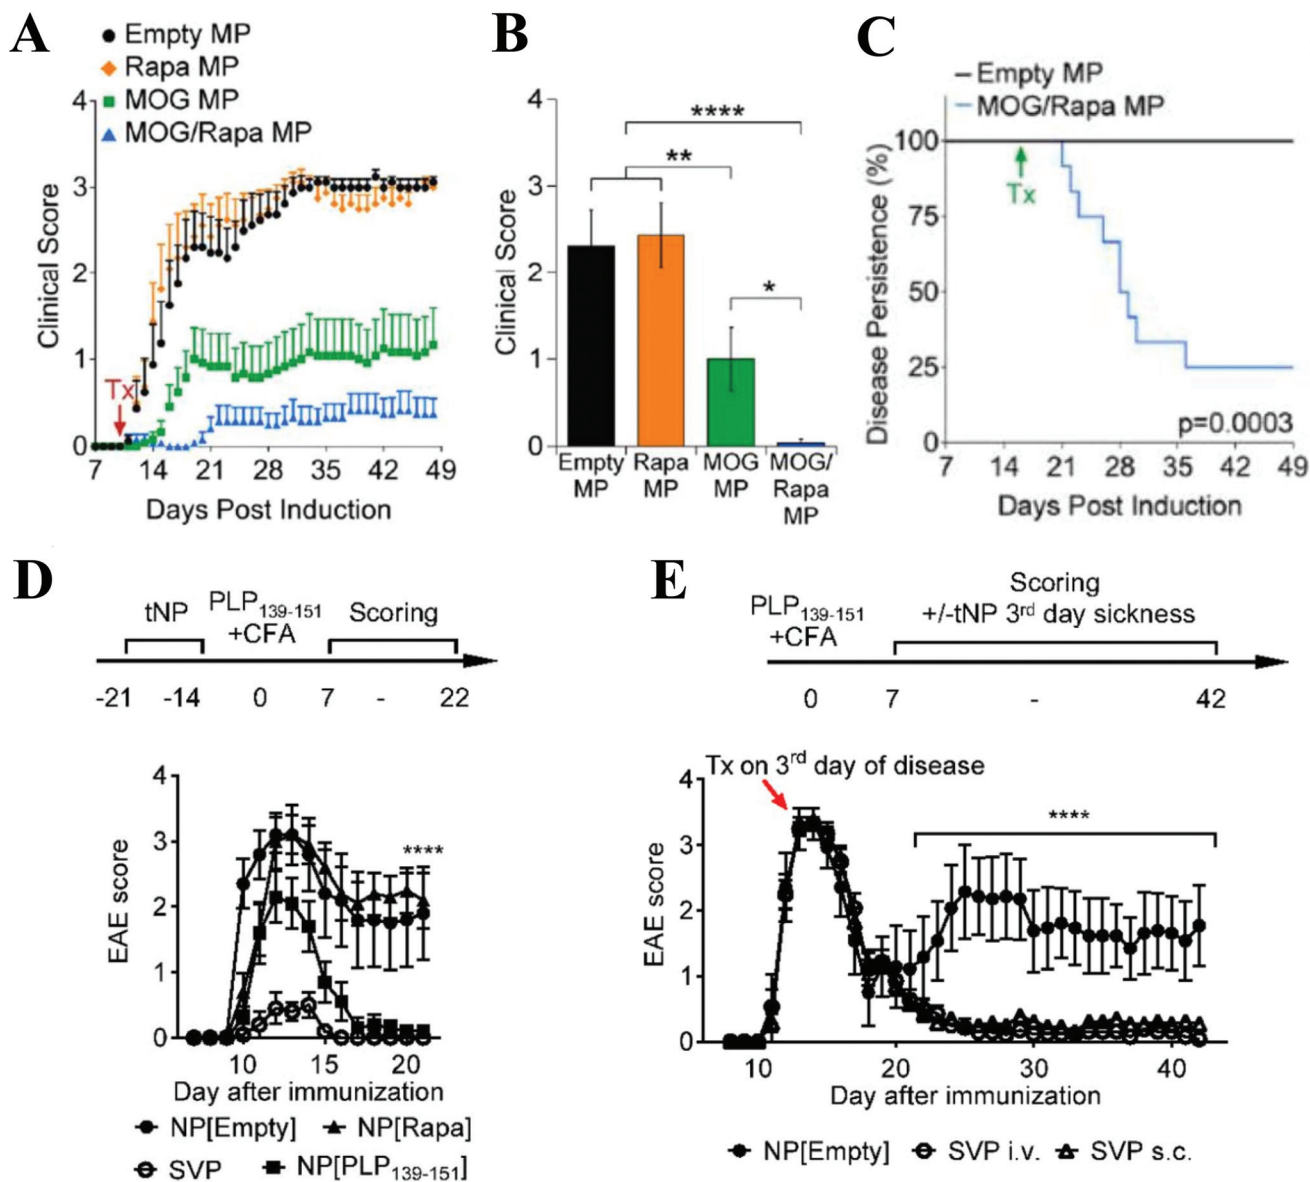 A
Empty MP
Rapa MP
MOG MP
MOG/Rapa MP
4
3
2
1
0
Clinical Score
Tx
7 14 21 28 35 42 49
Days Post Induction
B
4
3
2
1
0
Clinical Score
****
**
*
Empty MP
Rapa MP
MOG MP
MOG/ Rapa MP
C
Empty MP
MOG/Rapa MP
100
75
50
25
0
Disease Persistence (%)
Tx
p=0.0003
7 14 21 28 35 42 49
Days Post Induction
D
tNP
PLP139-151
+CFA
Scoring
-21 -14 0 7 - 22
4
3
2
1
0
EAE score
****
10 15 20
Day after immunization
NP[Empty] NP[Rapa]
SVP NP[PLP139-151]
E
PLP139-151
+CFA
Scoring
+/-tNP 3rd day sickness
0 7 - 42
Tx on 3rd day of disease
4
3
2
1
0
EAE score
****
10 20 30 40
Day after immunization
NP[Empty] SVP i.v. SVP s.c.